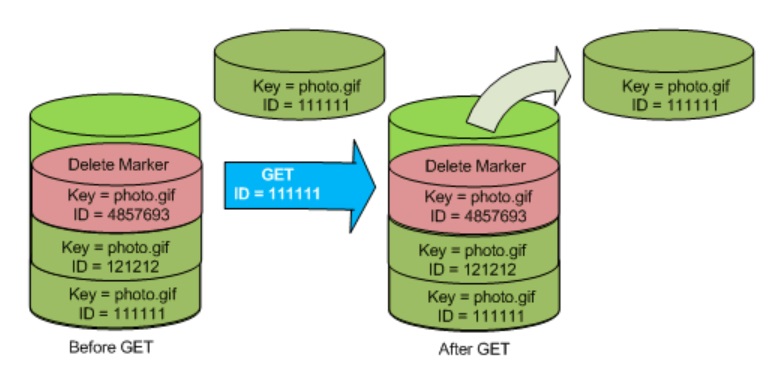 Key = photo.gif
ID = 111111
Key = photo.gif
ID = 111111
Delete Marker
Key = photo.gif
ID = 4857693
Key = photo.gif
ID = 121212
Key = photo.gif
ID = 111111
Before GET
GET
ID = 111111
Delete Marker
Key = photo.gif
ID = 4857693
Key = photo.gif
ID = 121212
Key = photo.gif
ID = 111111
After GET